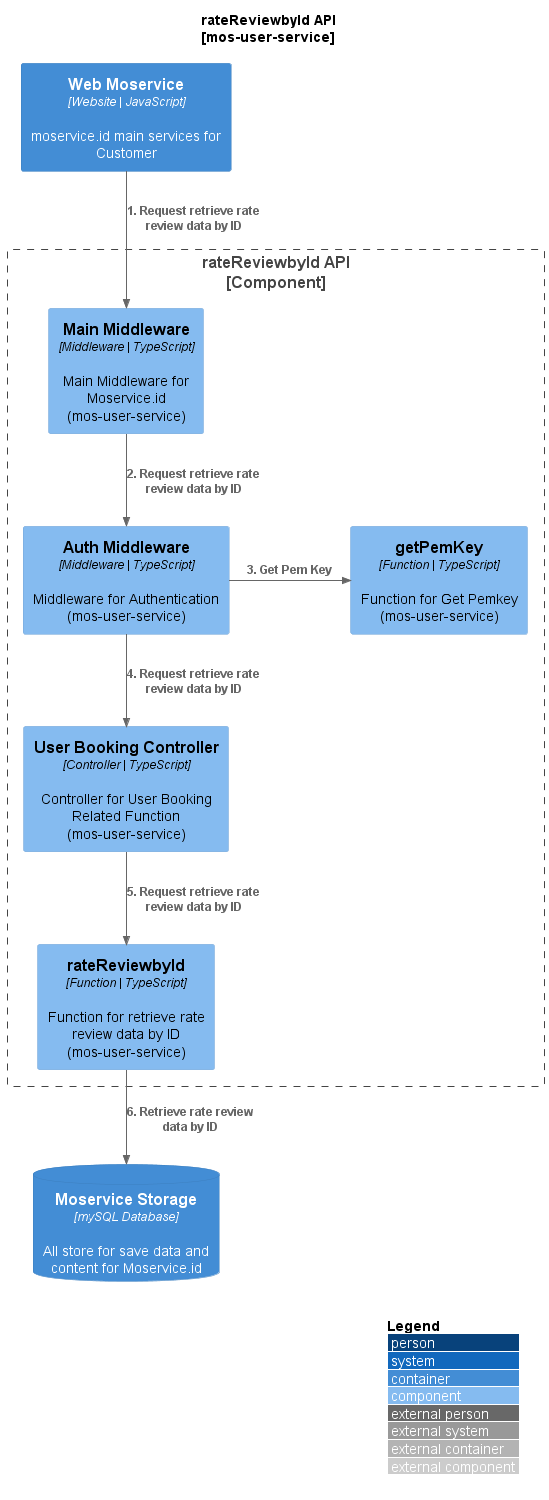 rateReviewbyId API
[mos-user-service]
Web Moservice
[Website | JavaScript]
moservice.id main services for
Customer
1. Request retrieve rate
review data by ID
rateReviewbyId API
[Component]
Main Middleware
[Middleware | TypeScript]
Main Middleware for
Moservice.id
(mos-user-service)
2. Request retrieve rate
review data by ID
Auth Middleware
[Middleware | TypeScript]
Middleware for Authentication
(mos-user-service)
3. Get Pem Key
getPemKey
[Function | TypeScript]
Function for Get Pemkey
(mos-user-service)
4. Request retrieve rate
review data by ID
User Booking Controller
[Controller | TypeScript]
Controller for User Booking
Related Function
(mos-user-service)
5. Request retrieve rate
review data by ID
rateReviewbyId
[Function | TypeScript]
Function for retrieve rate
review data by ID
(mos-user-service)
6. Retrieve rate review
data by ID
Moservice Storage
[mySQL Database]
All store for save data and
content for Moservice.id
Legend
person
system
container
component
external person
external system
external container
external component